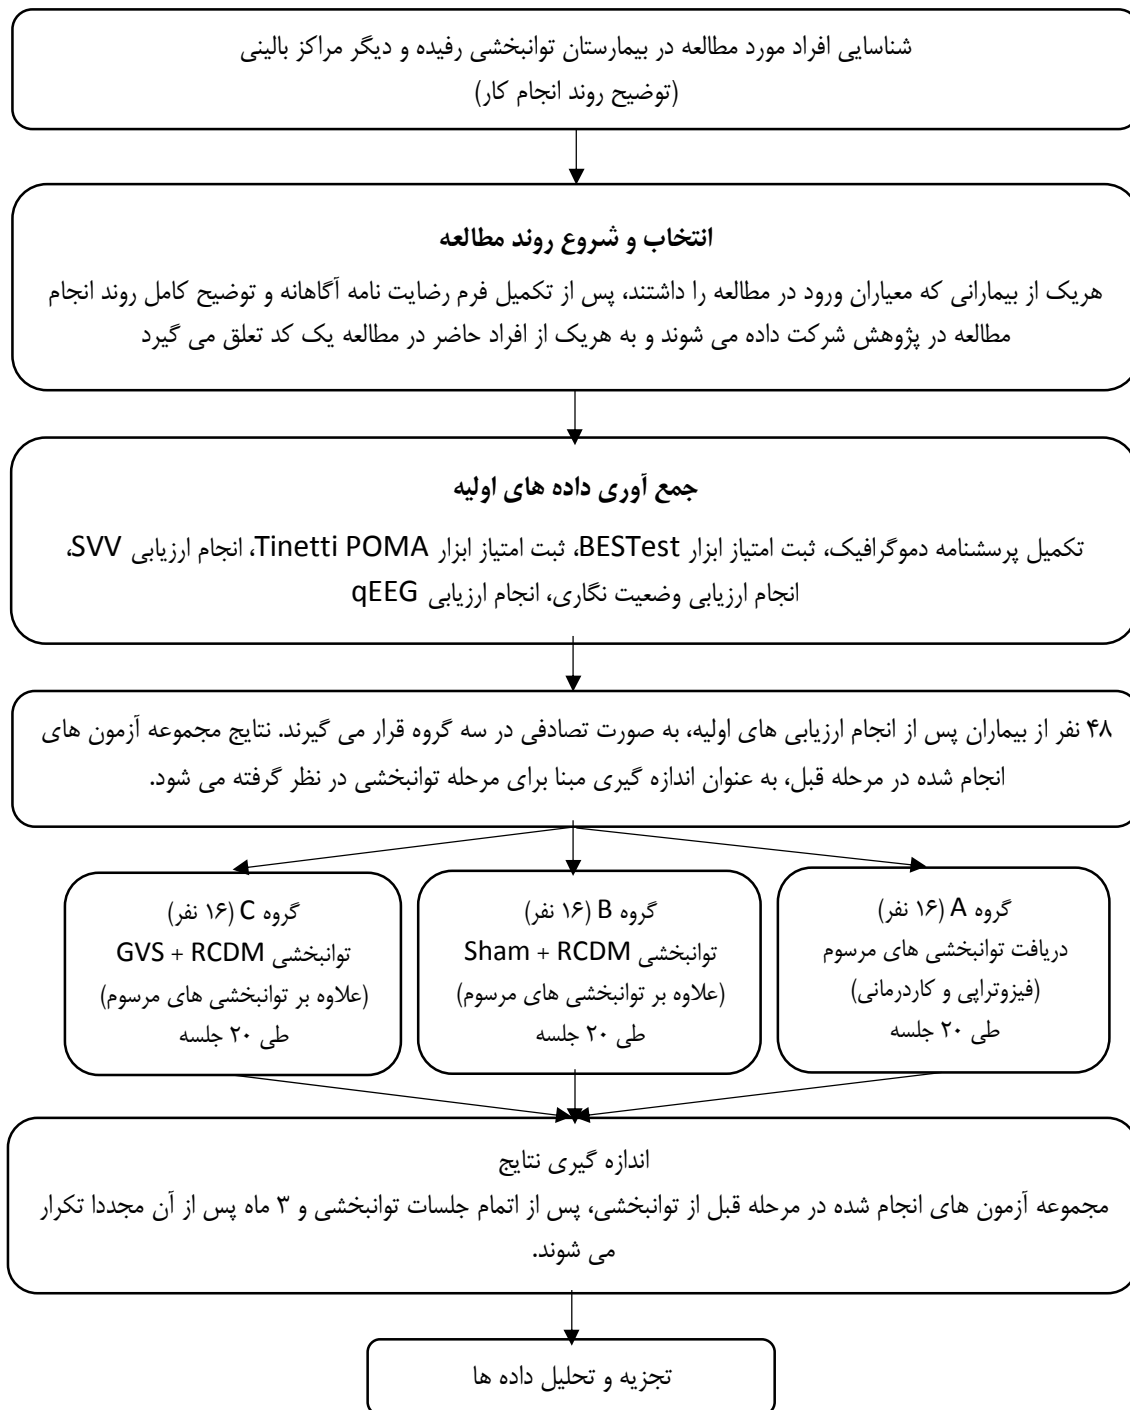 شناسایی افراد مورد مطالعه در بیمارستان توانبخشی رفیده و دیگر مراکز بالینی
(توضیح روند انجام کار)
انتخاب و شروع روند مطالعه
هریک از بیمارانی که معیاران ورود در مطالعه را داشتند، پس از تکمیل فرم رضایت نامه آگاهانه و توضیح کامل روند انجام
مطالعه در پژوهش شرکت داده می شوند و به هریک از افراد حاضر در مطالعه یک کد تعلق می گیرد
جمع آوری داده های اولیه
تکمیل پرسشنامه دموگرافیک، ثبت امتیاز ابزار BESTest، ثبت امتیاز ابزار Tinetti POMA، انجام ارزیابی SVV،
انجام ارزیابی وضعیت نگاری، انجام ارزیابی qEEG
۴۸ نفر از بیماران پس از انجام ارزیابی های اولیه، به صورت تصادفی در سه گروه قرار می گیرند. نتایج مجموعه آزمون های
انجام شده در مرحله قبل، به عنوان اندازه گیری مبنا برای مرحله توانبخشی در نظر گرفته می شود.
گروه A (۱۶ نفر)
دریافت توانبخشی های مرسوم
(فیزوتراپی و کاردرمانی)
طی ۲۰ جلسه
گروه B (۱۶ نفر)
توانبخشی Sham + RCDM
(علاوه بر توانبخشی های مرسوم)
طی ۲۰ جلسه
گروه C (۱۶ نفر)
توانبخشی GVS + RCDM
(علاوه بر توانبخشی های مرسوم)
طی ۲۰ جلسه
اندازه گیری نتایج
مجموعه آزمون های انجام شده در مرحله قبل از توانبخشی، پس از اتمام جلسات توانبخشی و ۳ ماه پس از آن مجددا تکرار
می شوند.
تجزیه و تحلیل داده ها